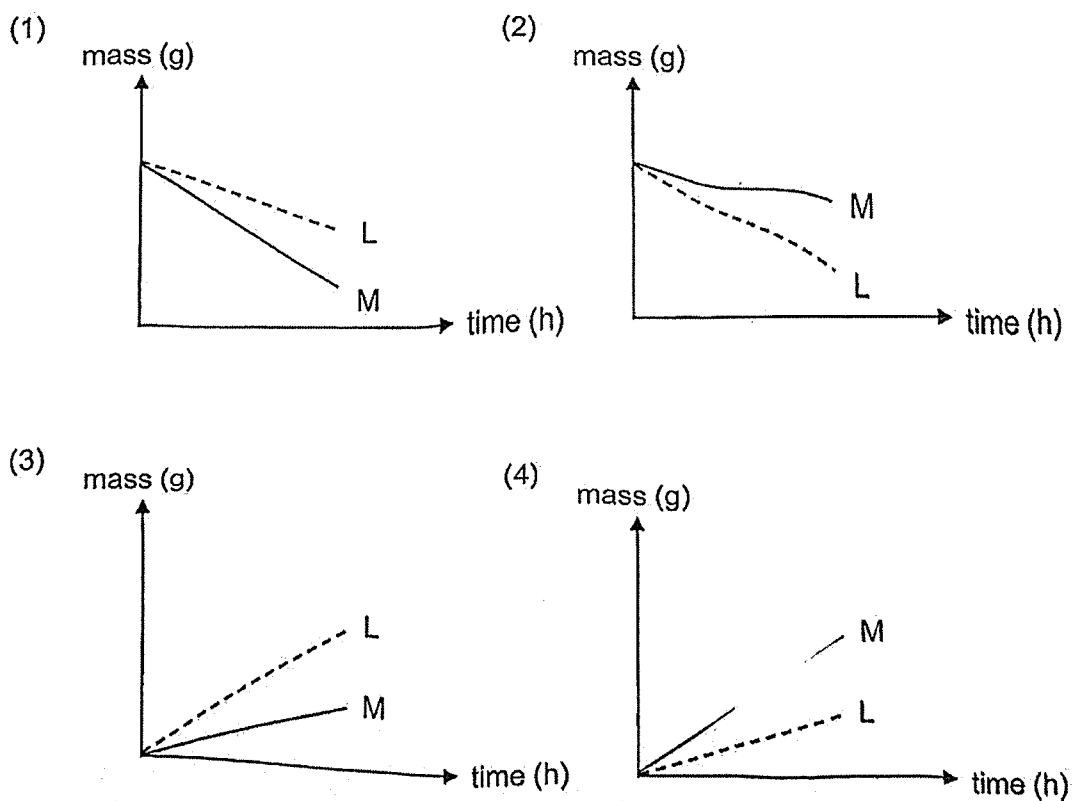 (1)
mass (g)
L
M
time (h)
(2)
mass (g)
M
L
time (h)
(3)
mass (g)
L
M
time (h)
(4)
mass (g)
M
L
time (h)